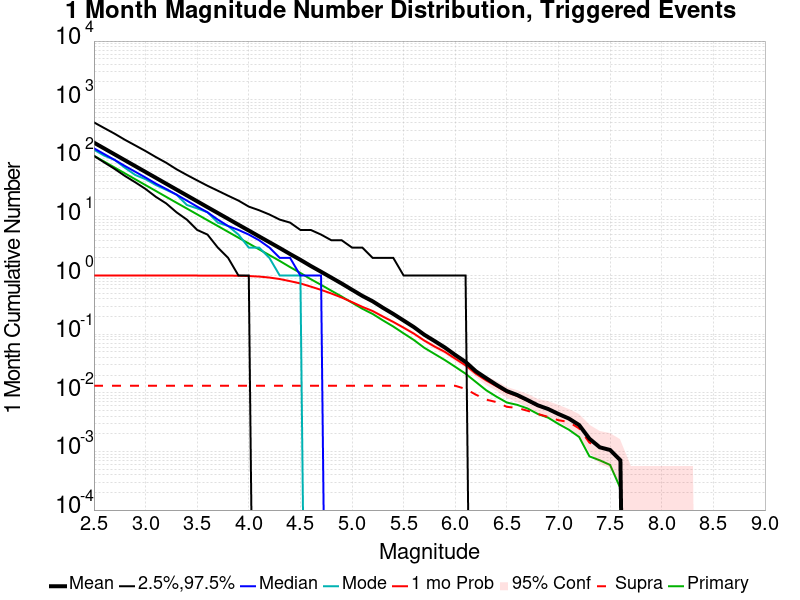 1 Month Magnitude Number Distribution, Triggered Events
10 4
10 3
10 2
10 1
10 0
10 -1
10 -2
10 -3
10 -4
1 Month Cumulative Number
2.5 3.0 3.5 4.0 4.5 5.0 5.5 6.0 6.5 7.0 7.5 8.0 8.5 9.0
Magnitude
Mean 2.5%,97.5% Median Mode 1 mo Prob 95% Conf Supra Primary